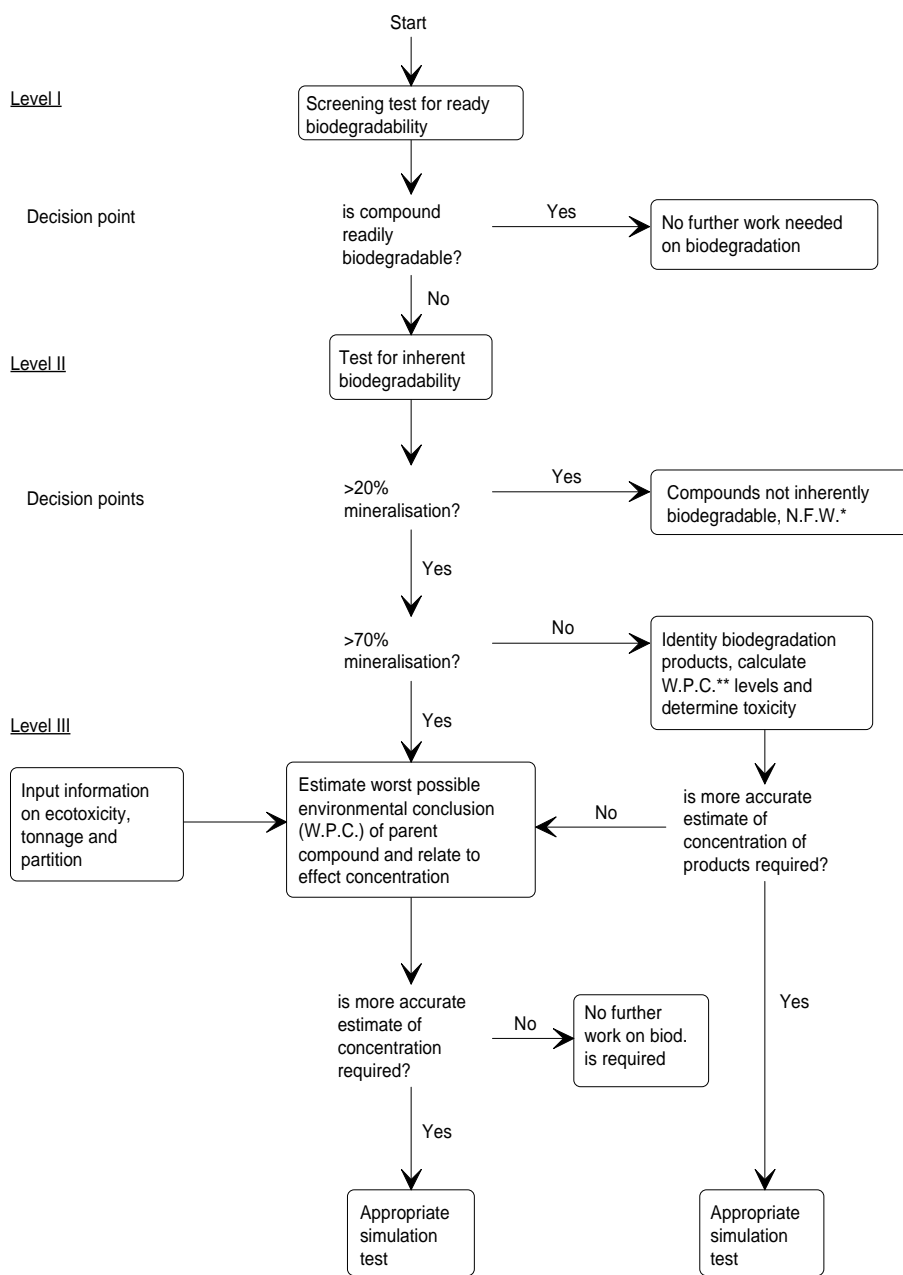 Start
Level I
Screening test for ready
biodegradability
Decision point
is compound
readily
biodegradable?
Yes
No further work needed
on biodegradation
No
Level II
Test for inherent
biodegradability
Decision points
>20%
mineralisation?
Yes
Compounds not inherently
biodegradable, N.F.W.*
Yes
>70%
mineralisation?
No
Identity biodegradation
products, calculate
W.P.C.** levels and
determine toxicity
Yes
Level III
Input information
on ecotoxicity,
tonnage and
partition
Estimate worst possible
environmental conclusion
(W.P.C.) of parent
compound and relate to
effect concentration
No
is more accurate
estimate of
concentration of
products required?
is more accurate
estimate of
concentration
required?
No
No further
work on biod.
is required
Yes
Yes
Appropriate
simulation
test
Appropriate
simulation
test